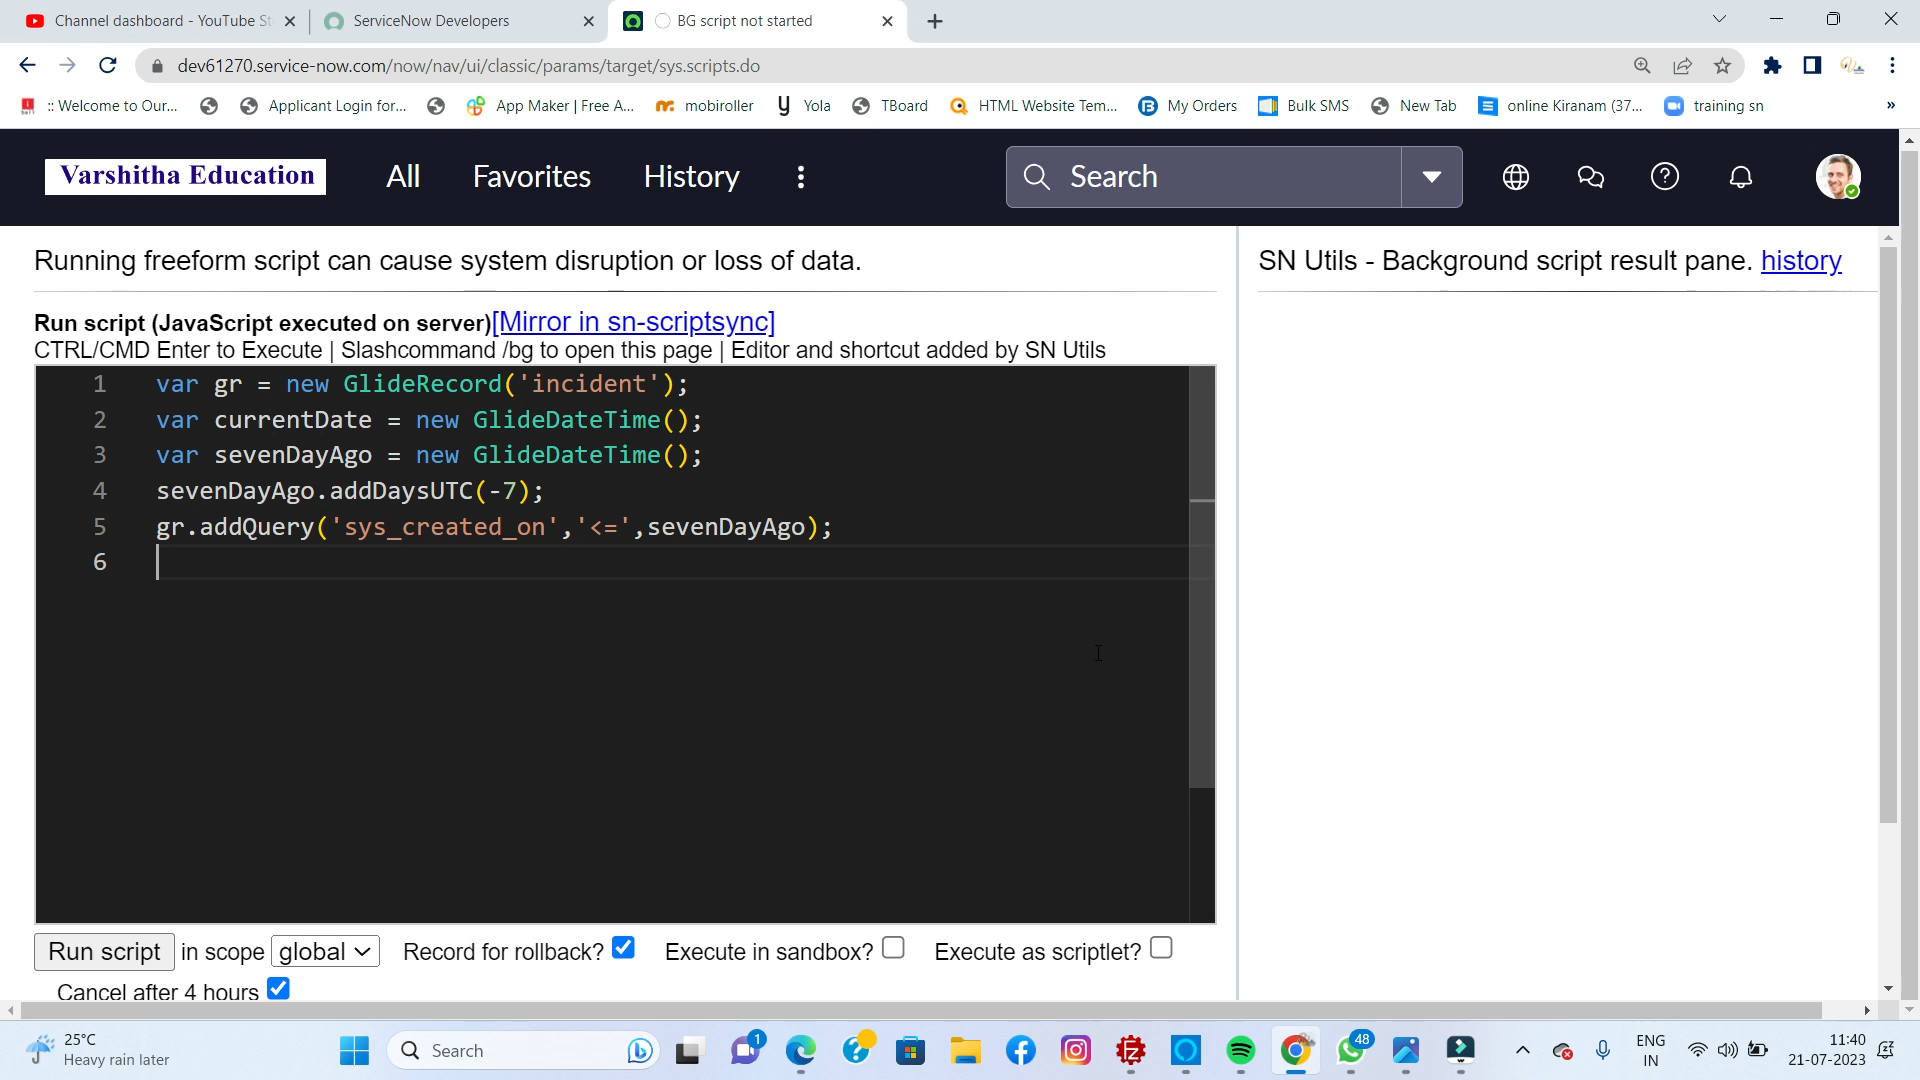 Channel dashboard - YouTube St
ServiceNow Developers
BG script not started
dev61270.service-now.com/now/nav/ui/classic/params/target/sys.scripts.do
:: Welcome to Our...
Applicant Login for...
App Maker | Free A...
mobiroller
Yola
TBoard
HTML Website Tem...
My Orders
Bulk SMS
New Tab
online Kiranam (37...
training sn
»
Varshitha Education
All
Favorites
History
Search
Running freeform script can cause system disruption or loss of data.
SN Utils - Background script result pane. history
Run script (JavaScript executed on server)[Mirror in sn-scriptsync]
CTRL/CMD Enter to Execute | Slashcommand /bg to open this page | Editor and shortcut added by SN Utils
1 var gr = new GlideRecord('incident');
2 var currentDate = new GlideDateTime();
3 var sevenDayAgo = new GlideDateTime();
4 sevenDayAgo.addDaysUTC(-7);
5 gr.addQuery('sys_created_on','<=',sevenDayAgo);
6
Run script in scope global Record for rollback? Execute in sandbox? Execute as scriptlet?
Cancel after 4 hours
25°C
Heavy rain later
Search
1
48
ENG
IN
11:40
21-07-2023